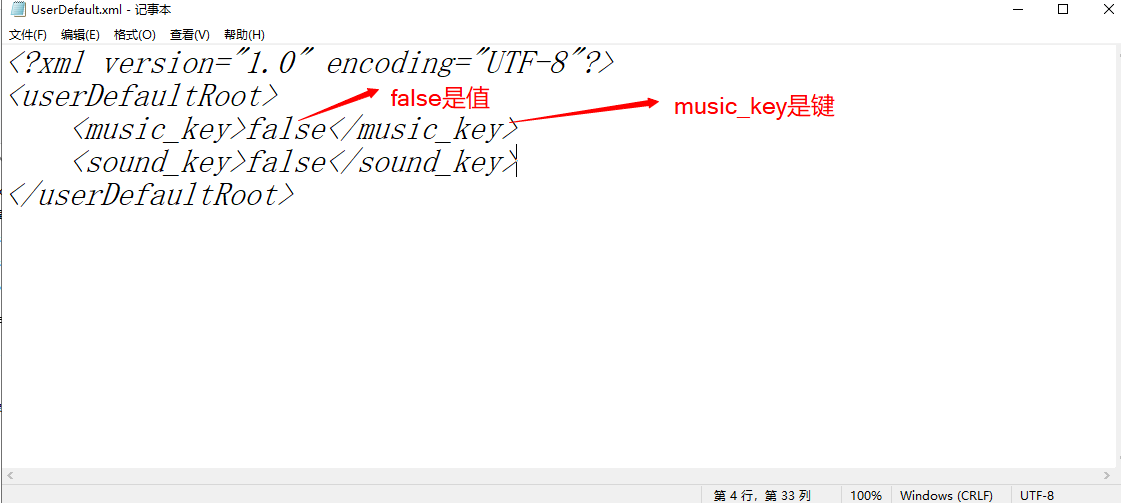 UserDefault.xml - 记事本
文件(F) 编辑(E) 格式(O) 查看(V) 帮助(H)
<?xml version="1.0" encoding="UTF-8"?>
<userDefaultRoot>
false是值
music_key是键
<music_key>false</music_key>
<sound_key>false</sound_key>
</userDefaultRoot>
第 4 行，第 33 列 100% Windows (CRLF) UTF-8